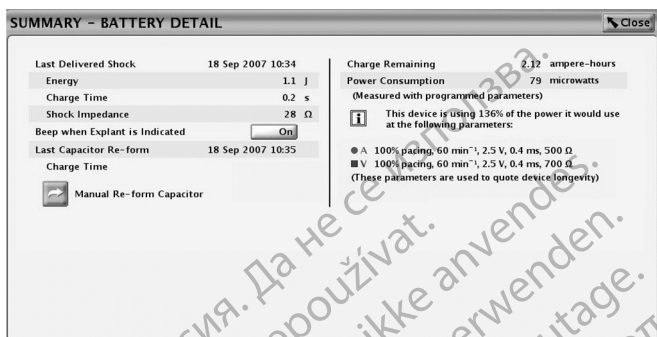 SUMMARY – BATTERY DETAIL
Close
Last Delivered Shock 18 Sep 2007 10:34
Energy 1.1 J
Charge Time 0.2 s
Shock Impedance 28 Ω
Beep when Explant is Indicated On
Last Capacitor Re-form 18 Sep 2007 10:35
Charge Time
Manual Re-form Capacitor
Charge Remaining 2.12 ampere-hours
Power Consumption 79 microwatts
(Measured with programmed parameters)
i This device is using 136% of the power it would use
at the following parameters:
A 100% pacing, 60 min⁻¹, 2.5 V, 0.4 ms, 500 Ω
V 100% pacing, 60 min⁻¹, 2.5 V, 0.4 ms, 700 Ω
(These parameters are used to quote device longevity)
сия. Да не се използва.
používat.
ikke anvendes.
verwenden.